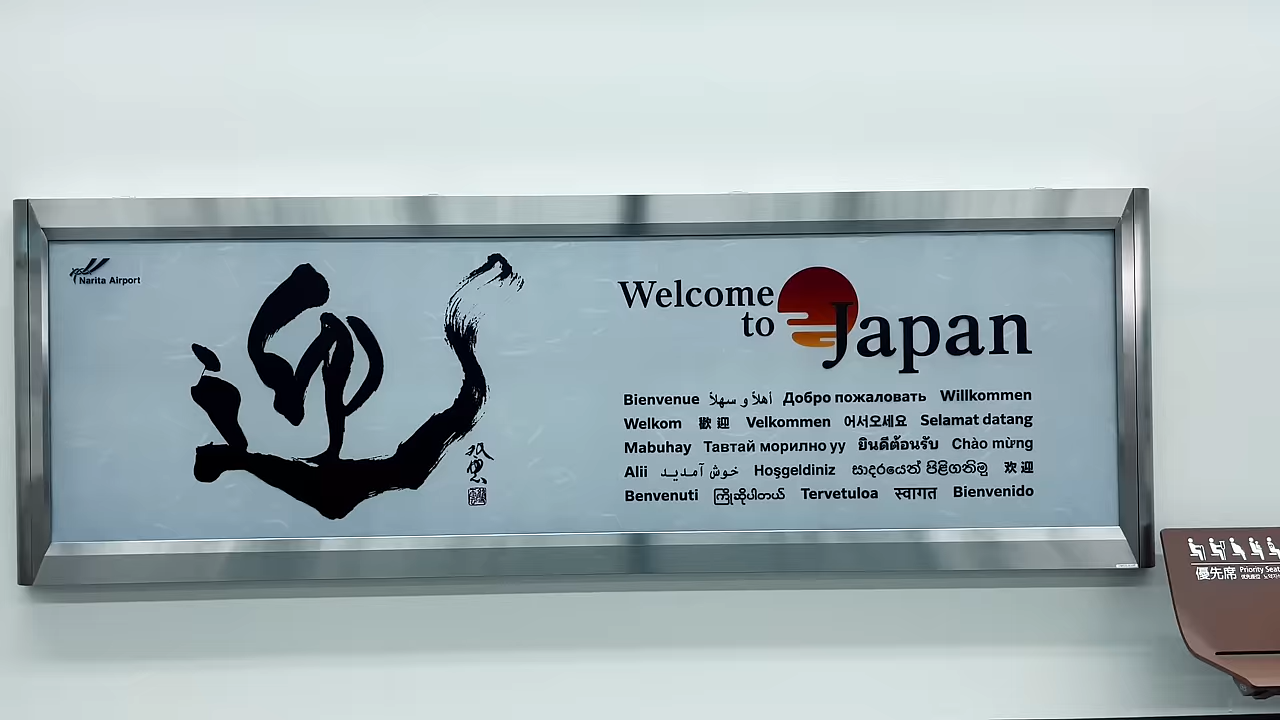 Narita Airport
迎
Welcome
to
Japan
Bienvenue أهلاً و سهلاً Добро пожаловать Willkommen
Welkom 歡迎 Velkommen 어서오세요 Selamat datang
Mabuhay Тавтай морилно уу ยินดีต้อนรับ Chào mừng
Alii خوش آمدید Hoşgeldiniz සාදරයෙන් පිළිගනිමු 欢迎
Benvenuti ကြိုဆိုပါတယ် Tervetuloa स्वागत Bienvenido
優先席 Priority Seat